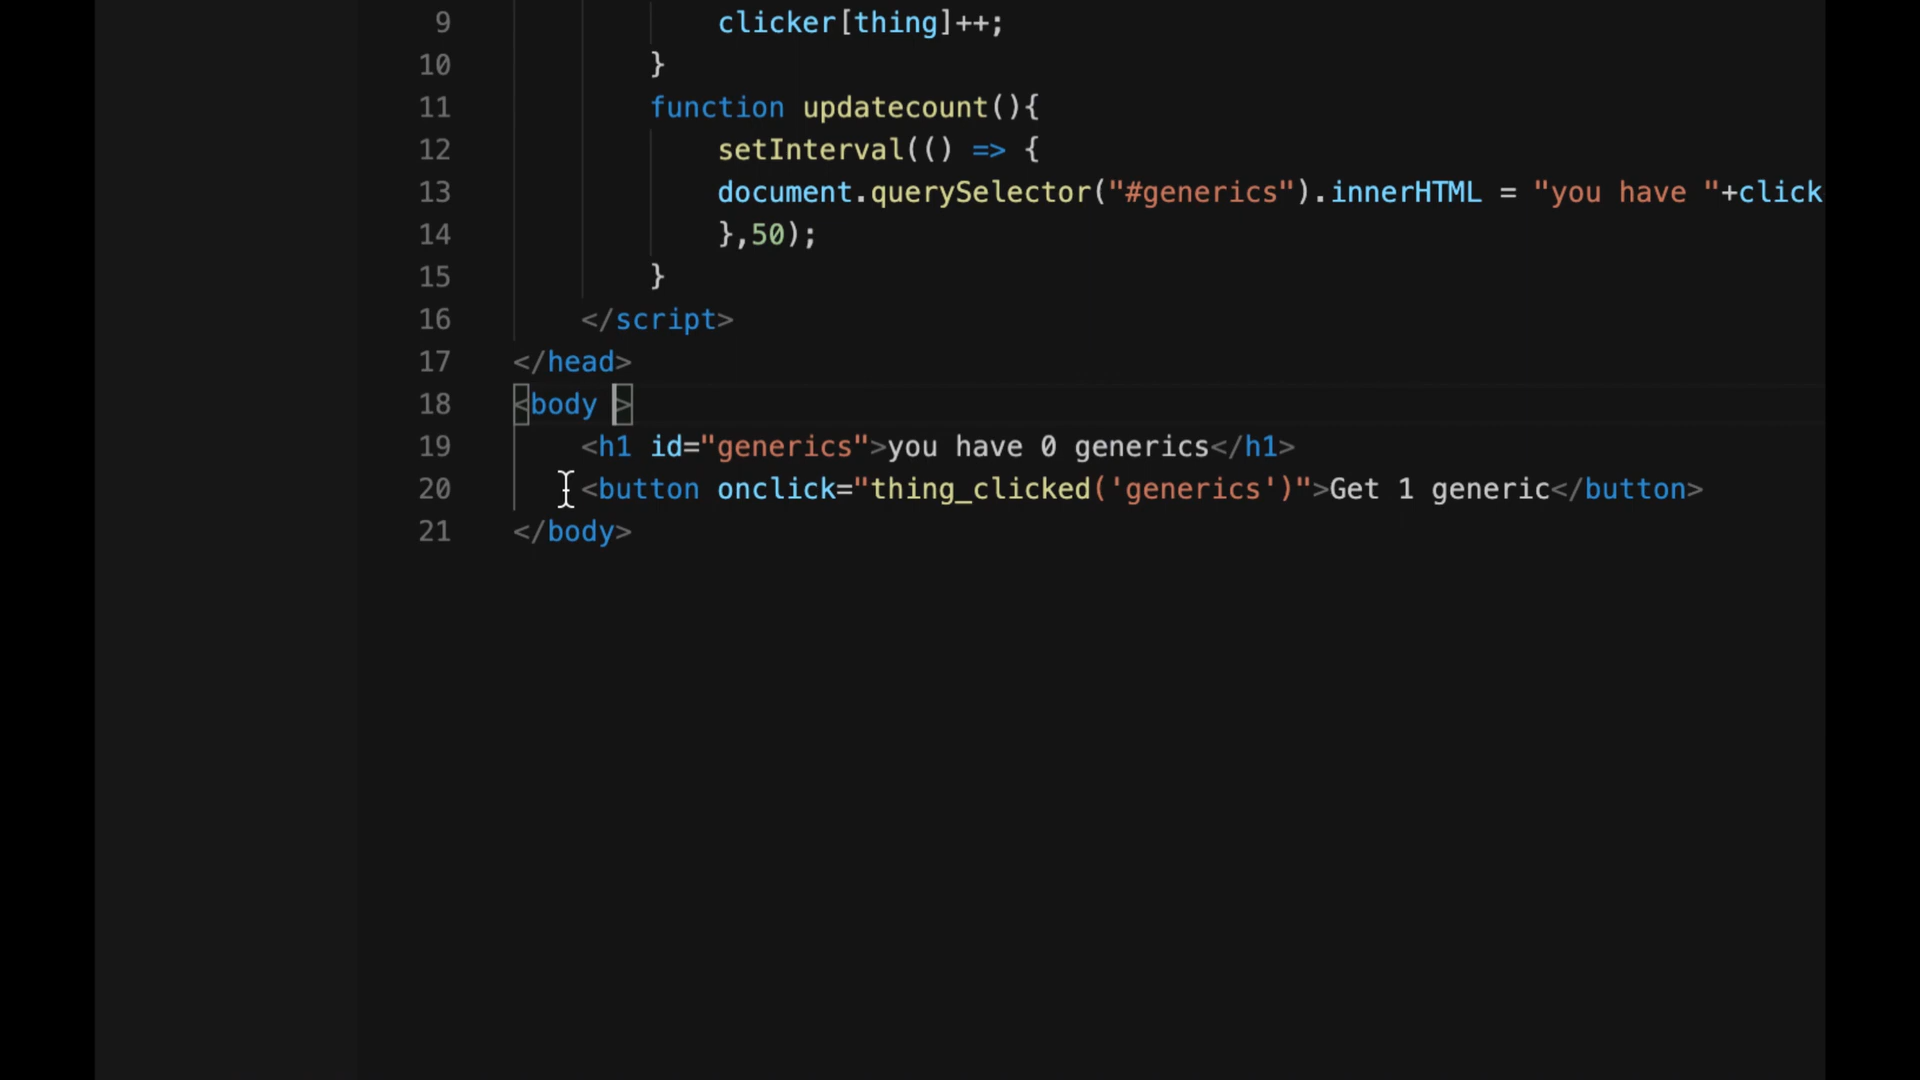 9 clicker[thing]++;
10 }
11 function updatecount(){
12 setInterval(() => {
13 document.querySelector("#generics").innerHTML = "you have "+click
14 },50);
15 }
16 </script>
17 </head>
18 <body >
19 <h1 id="generics">you have 0 generics</h1>
20 <button onclick="thing_clicked('generics')">Get 1 generic</button>
21 </body>